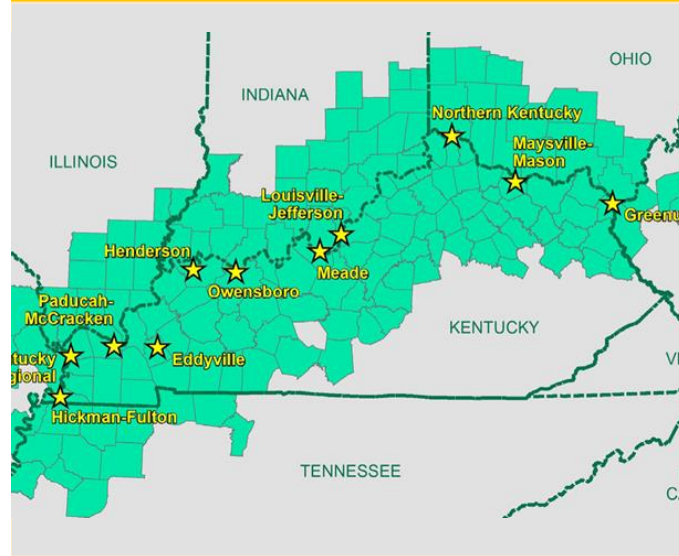 OHIO
INDIANA
Northern Kentucky
Maysville-
Mason
ILLINOIS
Louisville-
Jefferson
Henderson
Meade
Owensboro
Paducah-
McCracken
KENTUCKY
Eddyville
Hickman-Fulton
TENNESSEE